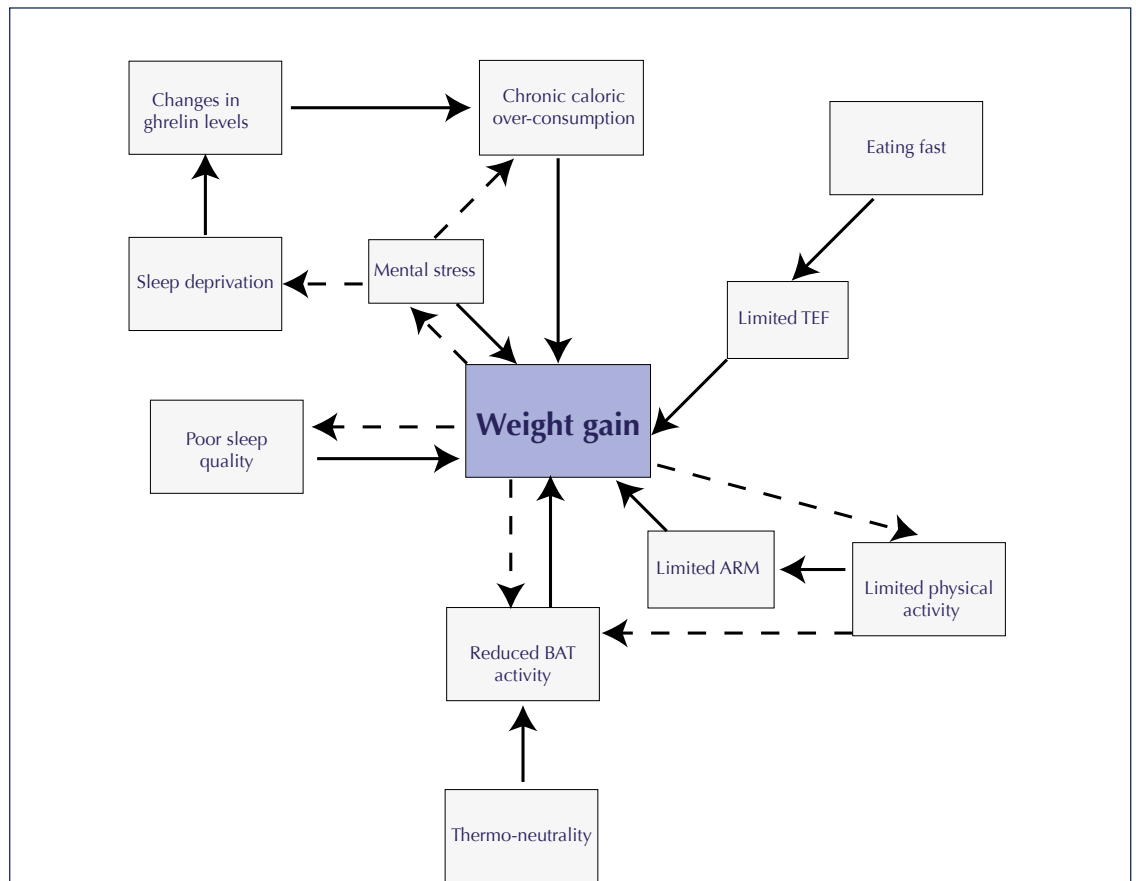 Changes in
ghrelin levels
Chronic caloric
over-consumption
Eating fast
Sleep deprivation
Mental stress
Limited TEF
Poor sleep
quality
Weight gain
Limited ARM
Limited physical
activity
Reduced BAT
activity
Thermo-neutrality